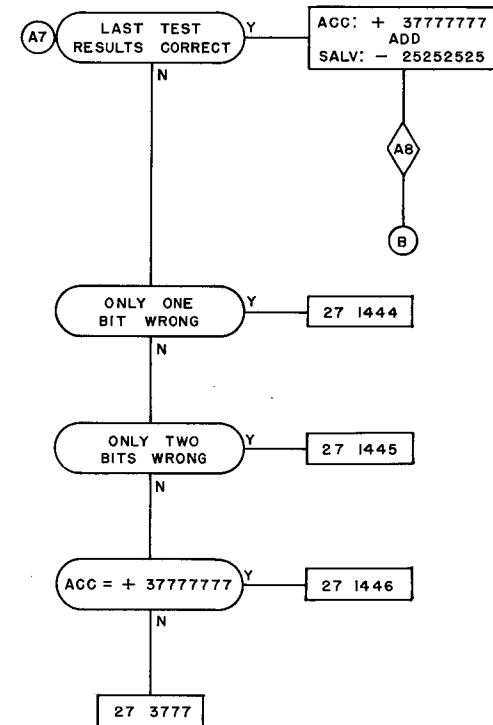 A7
LAST TEST
RESULTS CORRECT
Y
N
ACC: + 37777777
ADD
SALV: - 25252525
A8
B
ONLY ONE
BIT WRONG
Y
N
27 1444
ONLY TWO
BITS WRONG
Y
N
27 1445
ACC = + 37777777
Y
N
27 1446
27 3777